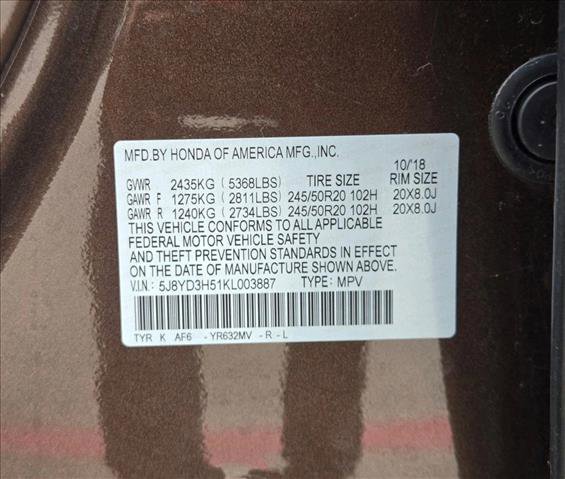 MFD.BY HONDA OF AMERICA MFG.,INC.
10/'18
GVWR 2435KG ( 5368LBS) TIRE SIZE RIM SIZE
GAWR F 1275KG ( 2811LBS) 245/50R20 102H 20X8.0J
GAWR R 1240KG ( 2734LBS) 245/50R20 102H 20X8.0J
THIS VEHICLE CONFORMS TO ALL APPLICABLE
FEDERAL MOTOR VEHICLE SAFETY
AND THEFT PREVENTION STANDARDS IN EFFECT
ON THE DATE OF MANUFACTURE SHOWN ABOVE.
V.I.N: 5J8YD3H51KL003887 TYPE: MPV
TYR K AF6 -YR632MV - R - L